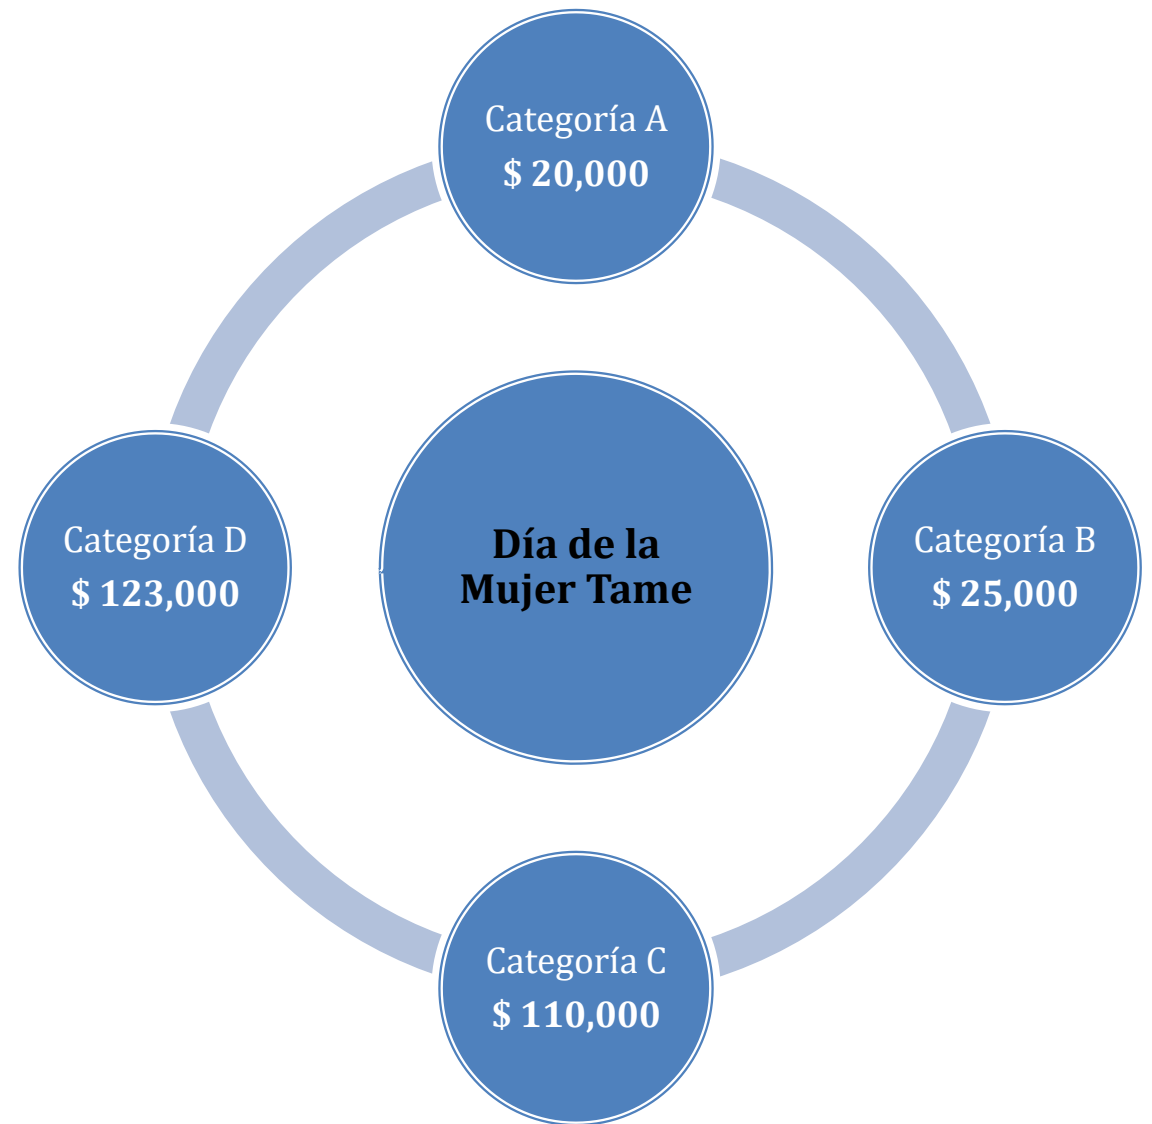 Categoría A
$ 20,000
Categoría D
$ 123,000
Día de la
Mujer Tame
Categoría B
$ 25,000
Categoría C
$ 110,000